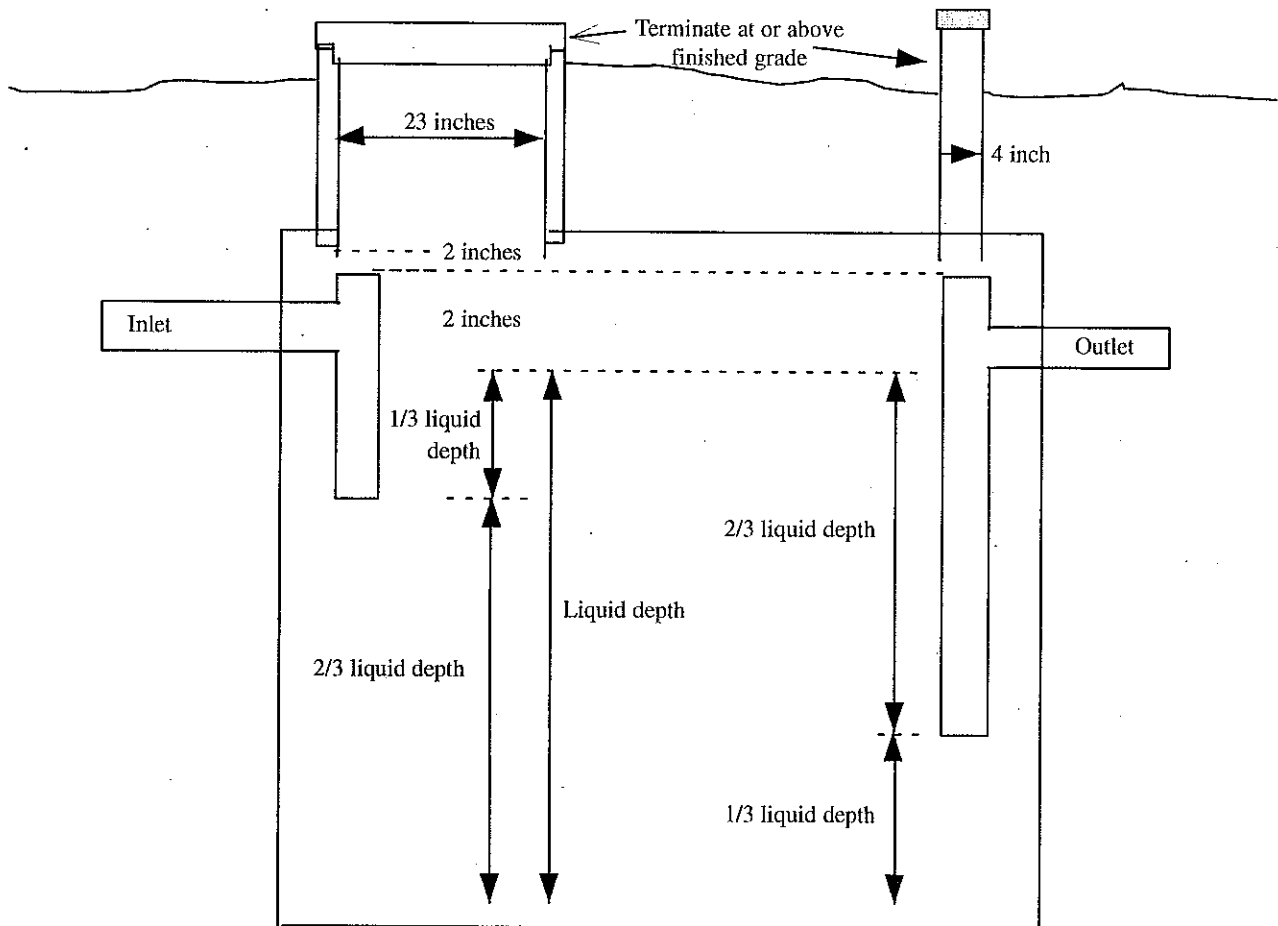 Terminate at or above
finished grade
23 inches
4 inch
2 inches
2 inches
Inlet
Outlet
1/3 liquid
depth
2/3 liquid depth
Liquid depth
2/3 liquid depth
1/3 liquid depth